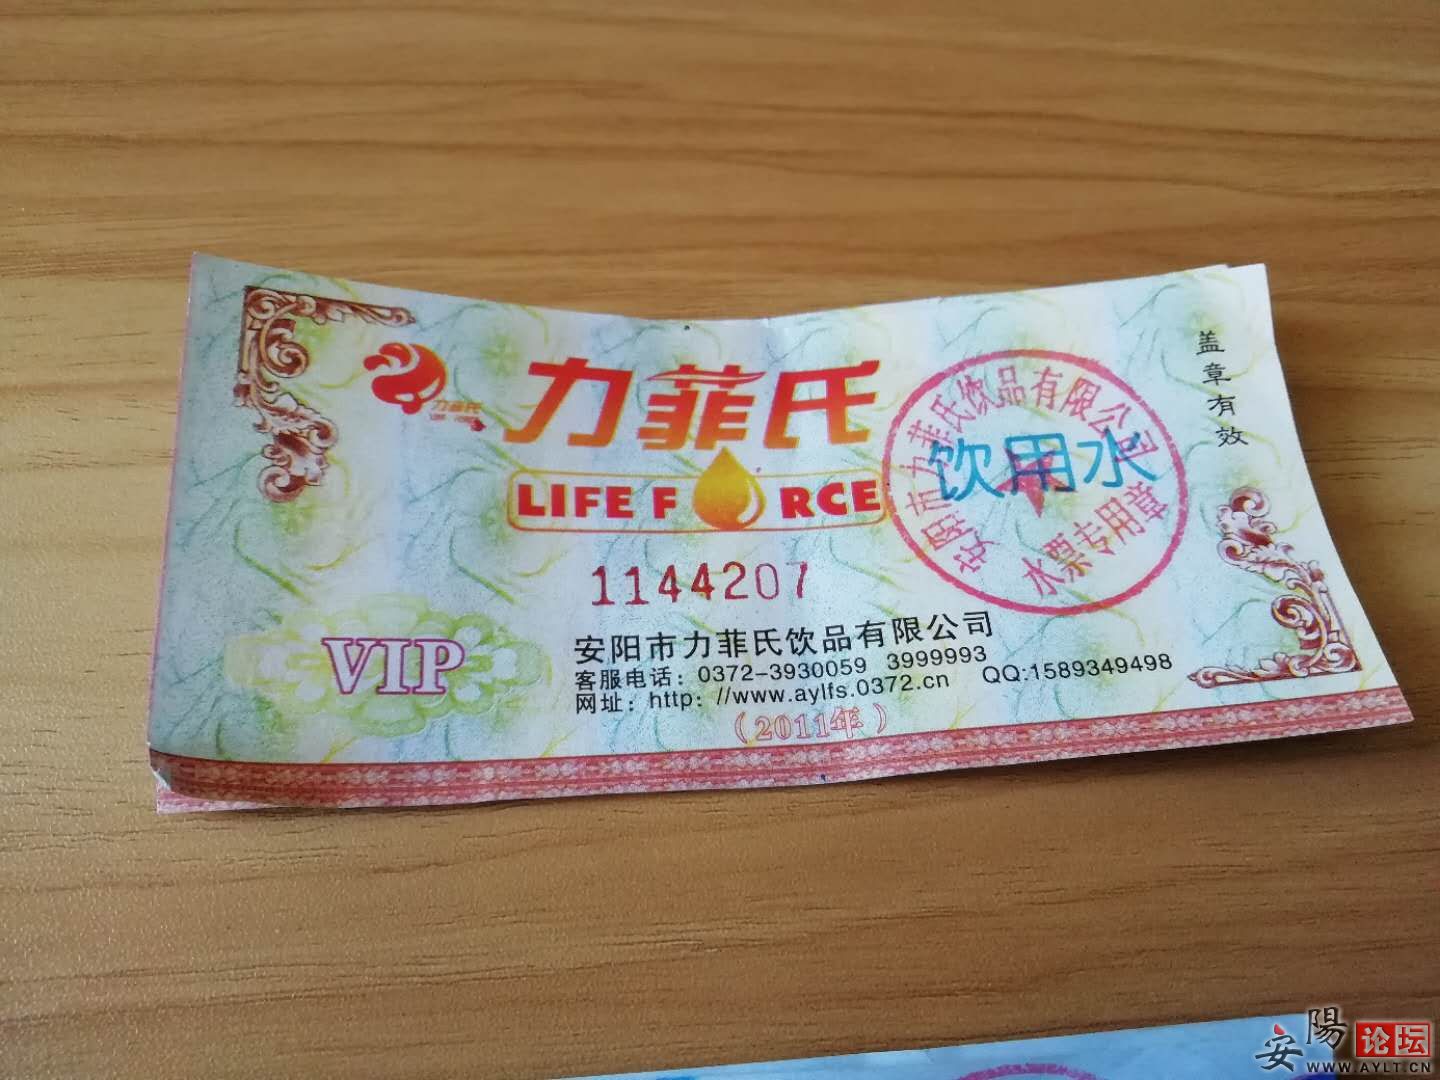 力菲氏
力菲氏
LIFE FORCE
盖章有效
安阳市力菲氏饮品有限公司
饮用水
水票专用章
1144207
VIP
安阳市力菲氏饮品有限公司
客服电话：0372-3930059 3999993 QQ:1589349498
网址：http：//www.aylfs.0372.cn
（2011年）
安陽论坛
WWW.AYLT.CN